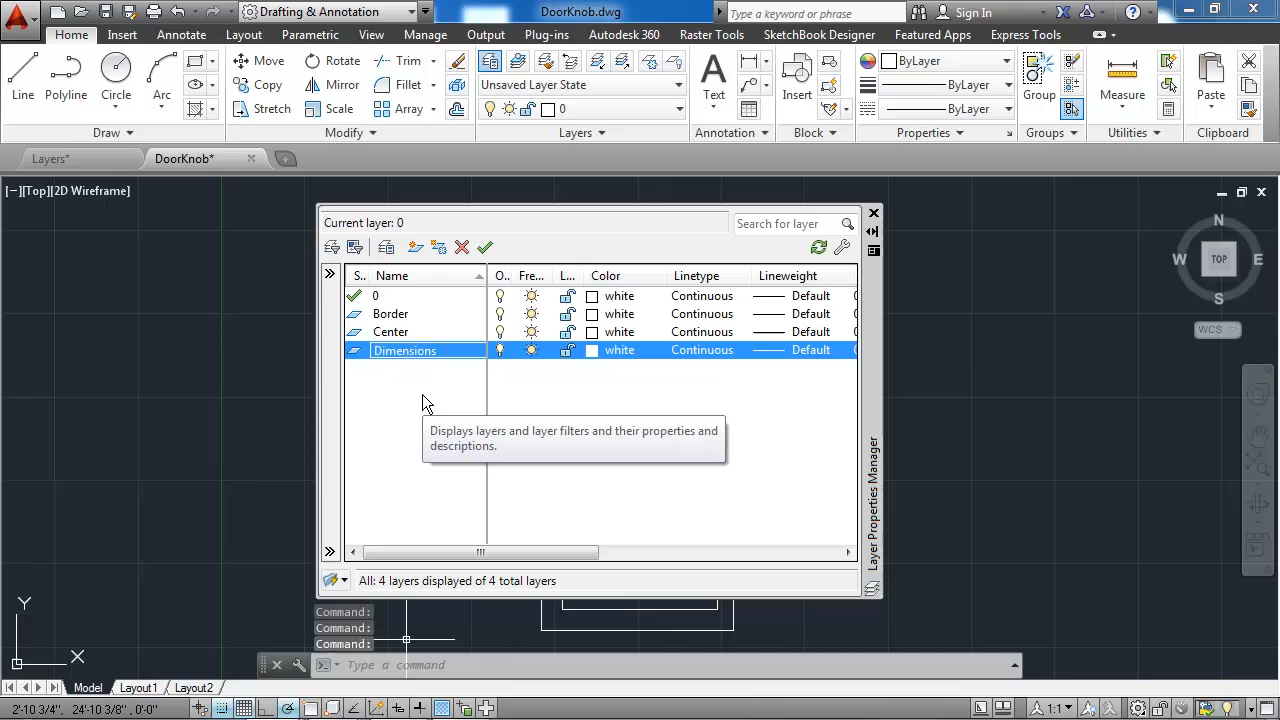 Drafting & Annotation
DoorKnob.dwg
Type a keyword or phrase
Sign In
Home Insert Annotate Layout Parametric View Manage Output Plug-ins Autodesk 360 Raster Tools SketchBook Designer Featured Apps Express Tools
Line Polyline Circle Arc
Move Rotate Trim
Copy Mirror Fillet
Stretch Scale Array
Unsaved Layer State
0
Text Insert
ByLayer
ByLayer
ByLayer
Group Measure Paste
Draw Modify Layers Annotation Block Properties Groups Utilities Clipboard
Layers* DoorKnob*
[−][Top][2D Wireframe]
N
W TOP E
S
WCS
Current layer: 0
Search for layer
S.. Name O.. Fre... L... Color Linetype Lineweight
0 white Continuous Default 0
Border white Continuous Default 0
Center white Continuous Default 0
Dimensions white Continuous Default 0
Displays layers and layer filters and their properties and
descriptions.
Layer Properties Manager
All: 4 layers displayed of 4 total layers
Y
X
Command:
Command:
Command:
Type a command
Model Layout1 Layout2
2'-10 3/4", 24'-10 3/8", 0'-0"
1:1